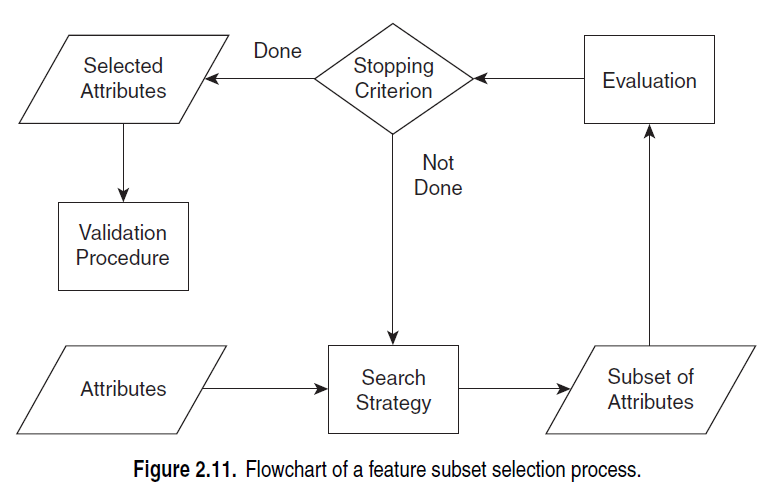 Selected
Attributes
Done
Stopping
Criterion
Evaluation
Not
Done
Validation
Procedure
Attributes
Search
Strategy
Subset of
Attributes
Figure 2.11. Flowchart of a feature subset selection process.